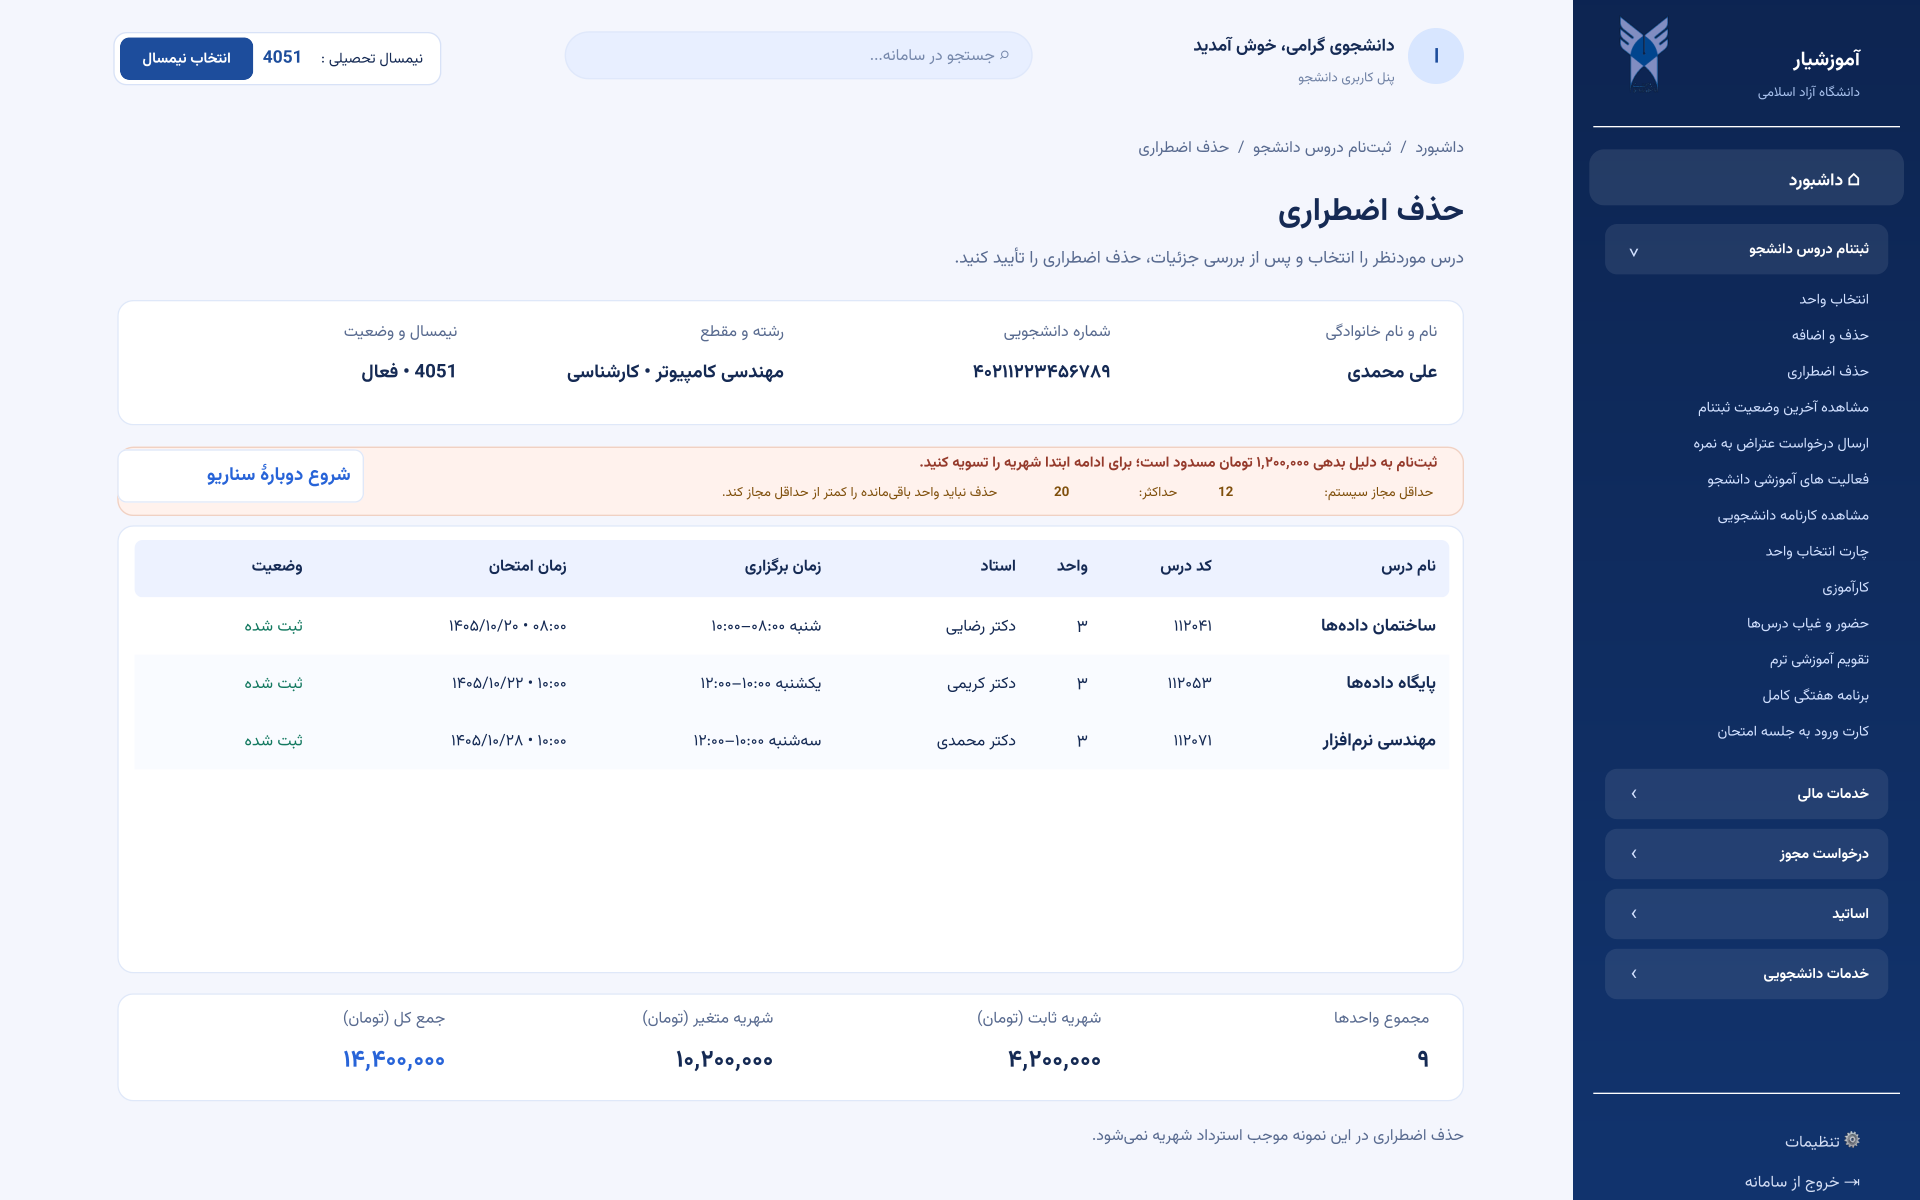 آموزشیار
دانشگاه آزاد اسلامی
داشبورد
ثبتنام دروس دانشجو
انتخاب واحد
حذف و اضافه
حذف اضطراری
مشاهده آخرین وضعیت ثبتنام
ارسال درخواست عتراض به نمره
فعالیت های آموزشی دانشجو
مشاهده کارنامه دانشجویی
چارت انتخاب واحد
کارآموزی
حضور و غیاب درس‌ها
تقویم آموزشی ترم
برنامه هفتگی کامل
کارت ورود به جلسه امتحان
خدمات مالی
درخواست مجوز
اساتید
خدمات دانشجویی
تنظیمات
خروج از سامانه
ا
دانشجوی گرامی، خوش آمدید
پنل کاربری دانشجو
جستجو در سامانه...
نیمسال تحصیلی : 4051 انتخاب نیمسال
داشبورد / ثبت‌نام دروس دانشجو / حذف اضطراری
حذف اضطراری
درس موردنظر را انتخاب و پس از بررسی جزئیات، حذف اضطراری را تأیید کنید.
نام و نام خانوادگی شماره دانشجویی رشته و مقطع نیمسال و وضعیت
علی محمدی ۴۰۲۱۱۲۲۳۴۵۶۷۸۹ مهندسی کامپیوتر • کارشناسی 4051 • فعال
ثبت‌نام به دلیل بدهی ۱,۲۰۰,۰۰۰ تومان مسدود است؛ برای ادامه ابتدا شهریه را تسویه کنید.
حداقل مجاز سیستم: 12 حداکثر: 20 حذف نباید واحد باقی‌مانده را کمتر از حداقل مجاز کند.
شروع دوبارهٔ سناریو
نام درس کد درس واحد استاد زمان برگزاری زمان امتحان وضعیت
ساختمان داده‌ها ۱۱۲۰۴۱ ۳ دکتر رضایی شنبه ۰۸:۰۰–۱۰:۰۰ ۱۴۰۵/۱۰/۲۰ • ۰۸:۰۰ ثبت شده
پایگاه داده‌ها ۱۱۲۰۵۳ ۳ دکتر کریمی یکشنبه ۱۰:۰۰–۱۲:۰۰ ۱۴۰۵/۱۰/۲۲ • ۱۰:۰۰ ثبت شده
مهندسی نرم‌افزار ۱۱۲۰۷۱ ۳ دکتر محمدی سه‌شنبه ۱۰:۰۰–۱۲:۰۰ ۱۴۰۵/۱۰/۲۸ • ۱۰:۰۰ ثبت شده
مجموع واحدها شهریه ثابت (تومان) شهریه متغیر (تومان) جمع کل (تومان)
۹ ۴,۲۰۰,۰۰۰ ۱۰,۲۰۰,۰۰۰ ۱۴,۴۰۰,۰۰۰
حذف اضطراری در این نمونه موجب استرداد شهریه نمی‌شود.